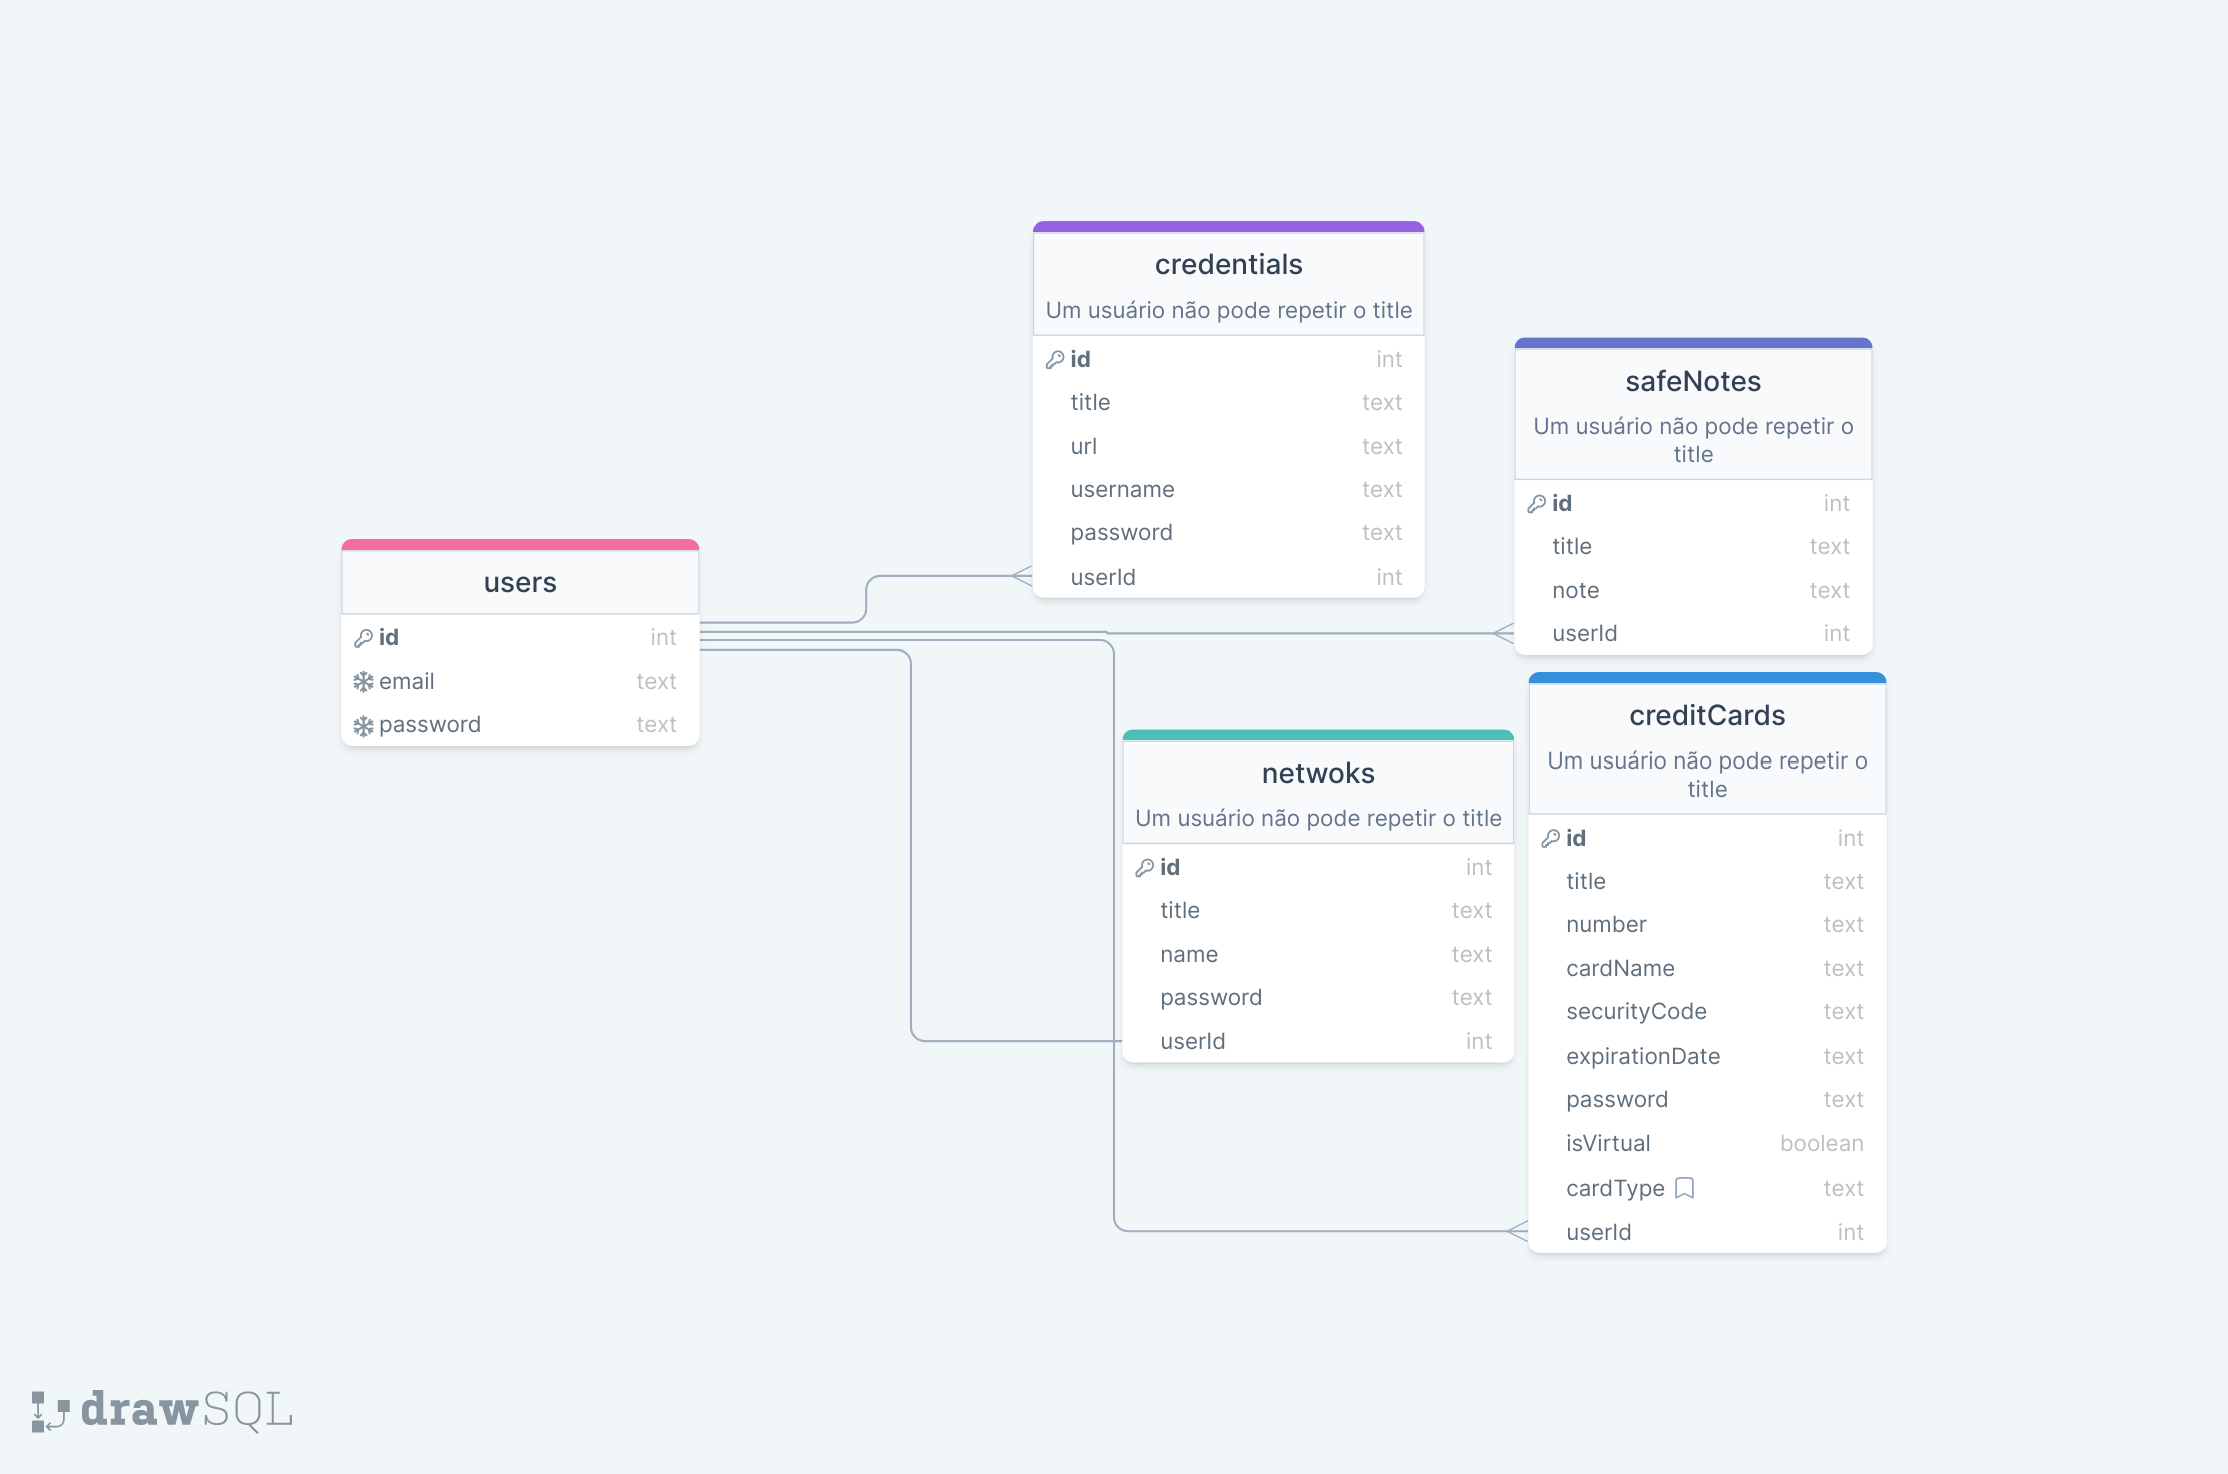 credentials
Um usuário não pode repetir o title
id int
title text
url text
username text
password text
userId int
safeNotes
Um usuário não pode repetir o
title
id int
title text
note text
userId int
users
id int
email text
password text
netwoks
Um usuário não pode repetir o title
id int
title text
name text
password text
userId int
creditCards
Um usuário não pode repetir o
title
id int
title text
number text
cardName text
securityCode text
expirationDate text
password text
isVirtual boolean
cardType text
userId int
drawSQL